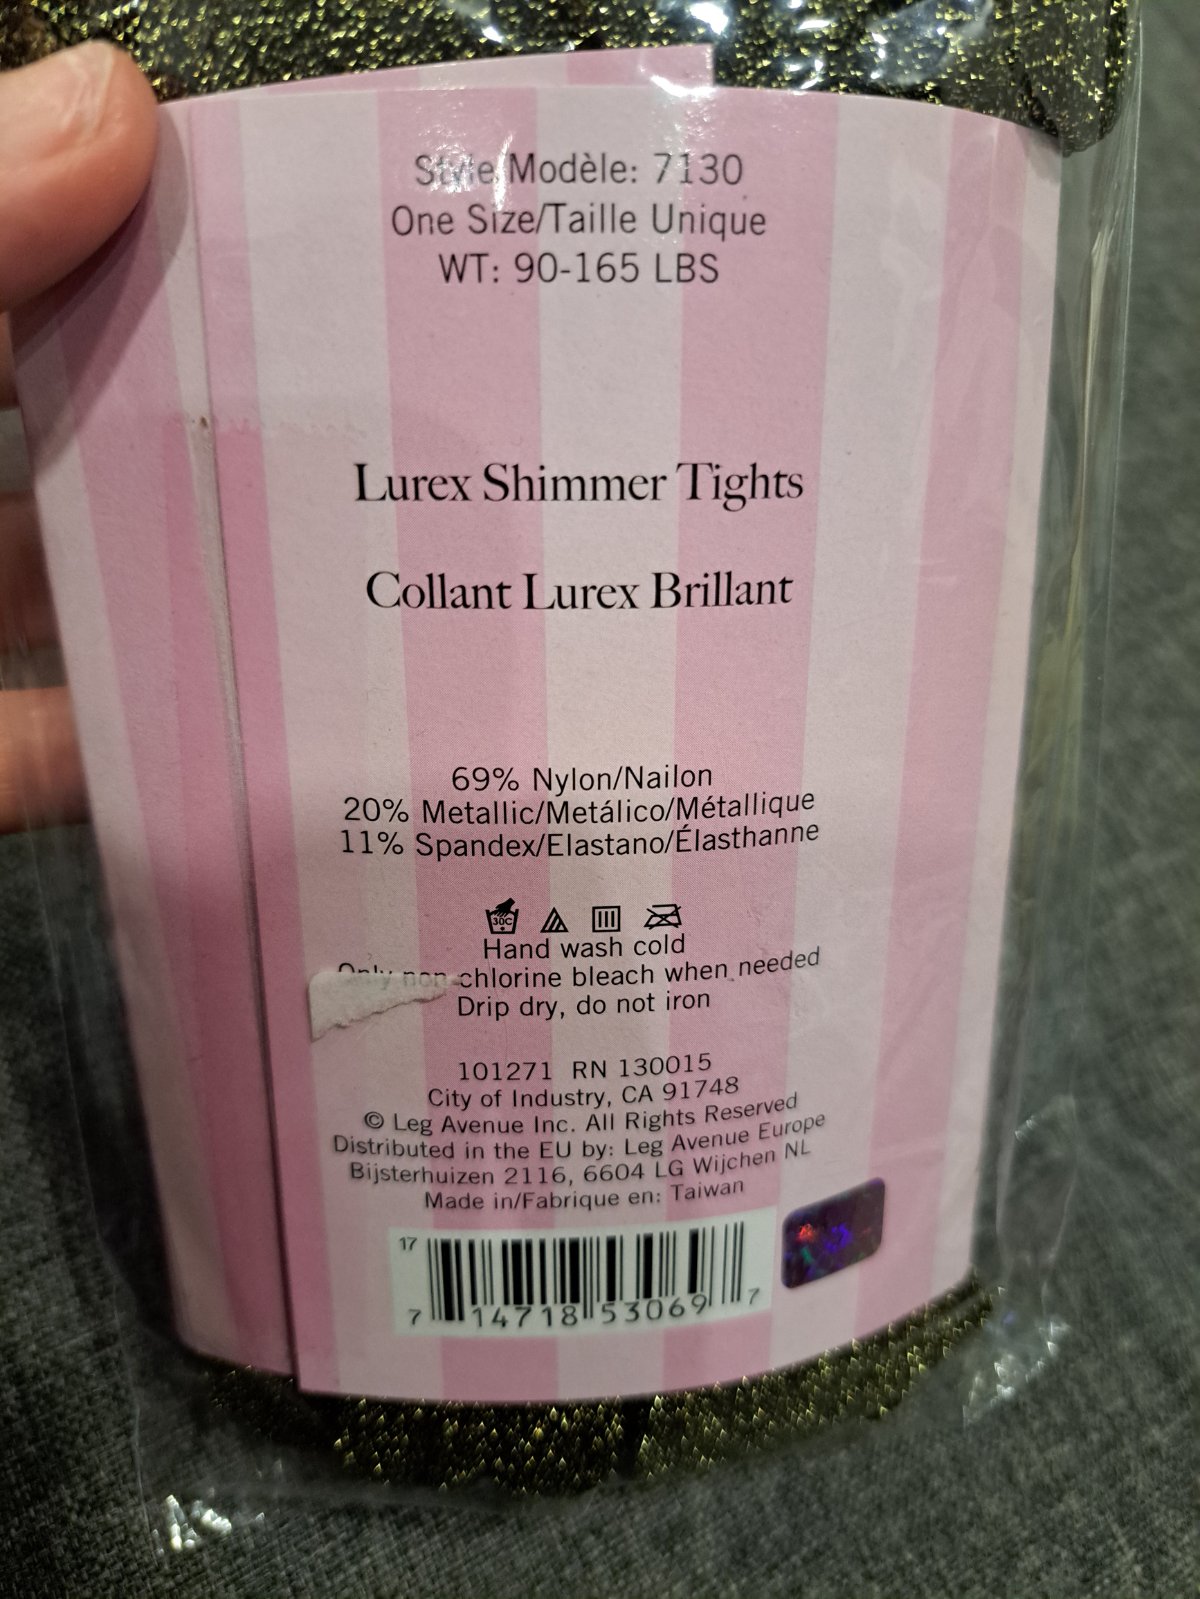 Style/Modèle: 7130
One Size/Taille Unique
WT: 90-165 LBS
Lurex Shimmer Tights
Collant Lurex Brillant
69% Nylon/Nailon
20% Metallic/Metálico/Métallique
11% Spandex/Elastano/Élasthanne
30C
Hand wash cold
Only non-chlorine bleach when needed
Drip dry, do not iron
101271 RN 130015
City of Industry, CA 91748
© Leg Avenue Inc. All Rights Reserved
Distributed in the EU by: Leg Avenue Europe
Bijsterhuizen 2116, 6604 LG Wijchen NL
Made in/Fabrique en: Taiwan
17
7 14718 53069 7